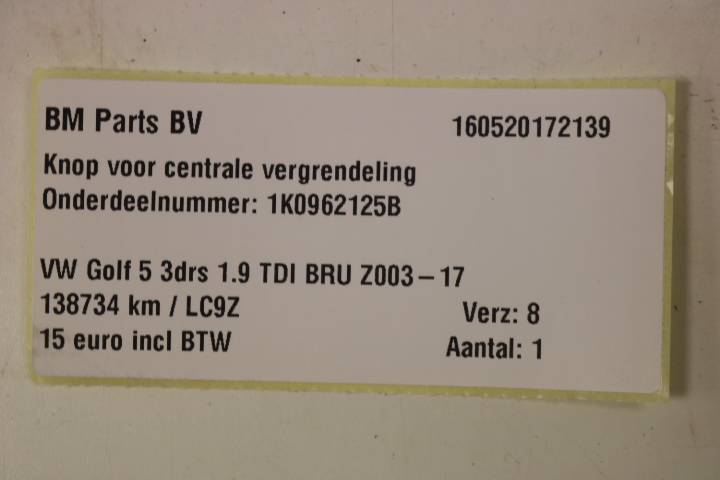 BM Parts BV 160520172139
Knop voor centrale vergrendeling
Onderdeelnummer: 1K0962125B
VW Golf 5 3drs 1.9 TDI BRU Z003-17
138734 km / LC9Z Verz: 8
15 euro incl BTW Aantal: 1